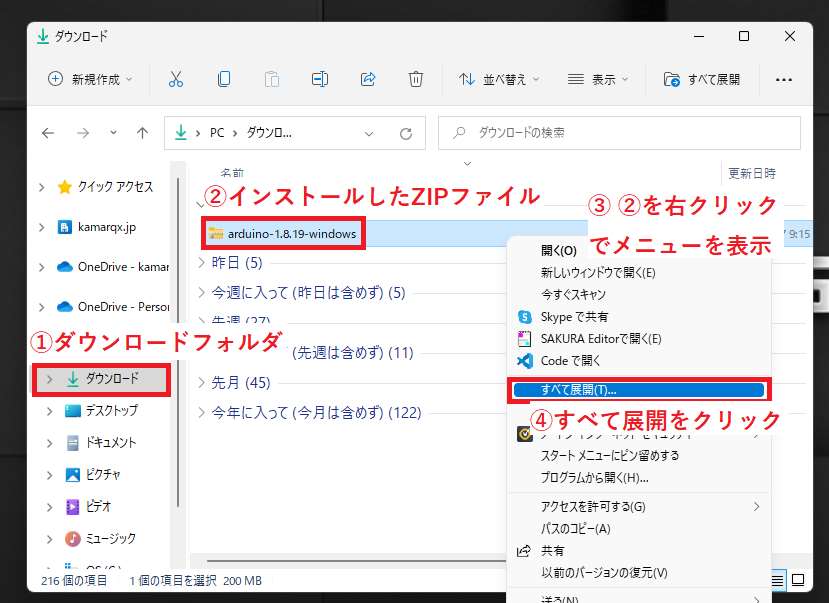 ダウンロード
新規作成
並べ替え
表示
すべて展開
PC
ダウンロ...
ダウンロードの検索
名前
更新日時
クイック アクセス
kamarqx.jp
OneDrive - kamar
OneDrive - Person
②インストールしたZIPファイル
arduino-1.8.19-windows
9:15
③ ②を右クリック
でメニューを表示
昨日 (5)
今週に入って (昨日は含めず) (5)
先週 (27)
(先週は含めず) (11)
先月 (45)
今年に入って (今月は含めず) (122)
①ダウンロードフォルダ
ダウンロード
デスクトップ
ドキュメント
ピクチャ
ビデオ
ミュージック
開く(O)
新しいウィンドウで開く(E)
今すぐスキャン
Skype で共有
SAKURA Editorで開く(E)
Code で開く
すべて展開(T)...
④すべて展開をクリック
スタート メニューにピン留めする
プログラムから開く(H)...
アクセスを許可する(G)
パスのコピー(A)
共有
以前のバージョンの復元(V)
送る(N)
216 個の項目
1 個の項目を選択 200 MB